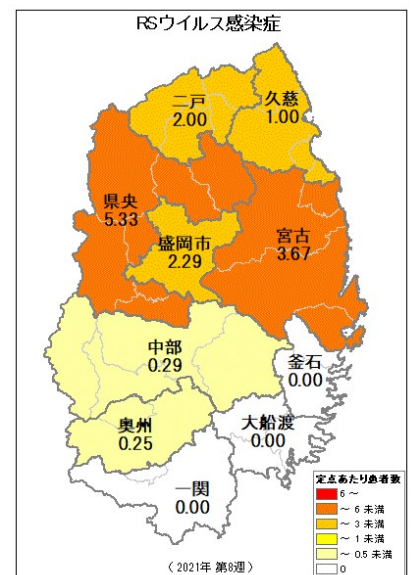 RSウイルス感染症
二戸
2.00
久慈
1.00
県央
5.33
盛岡市
2.29
宮古
3.67
中部
0.29
釜石
0.00
奥州
0.25
大船渡
0.00
一関
0.00
定点あたり患者数
6 ~
~ 6 未満
~ 3 未満
~ 1 未満
~ 0.5 未満
0
(2021年 第8週)